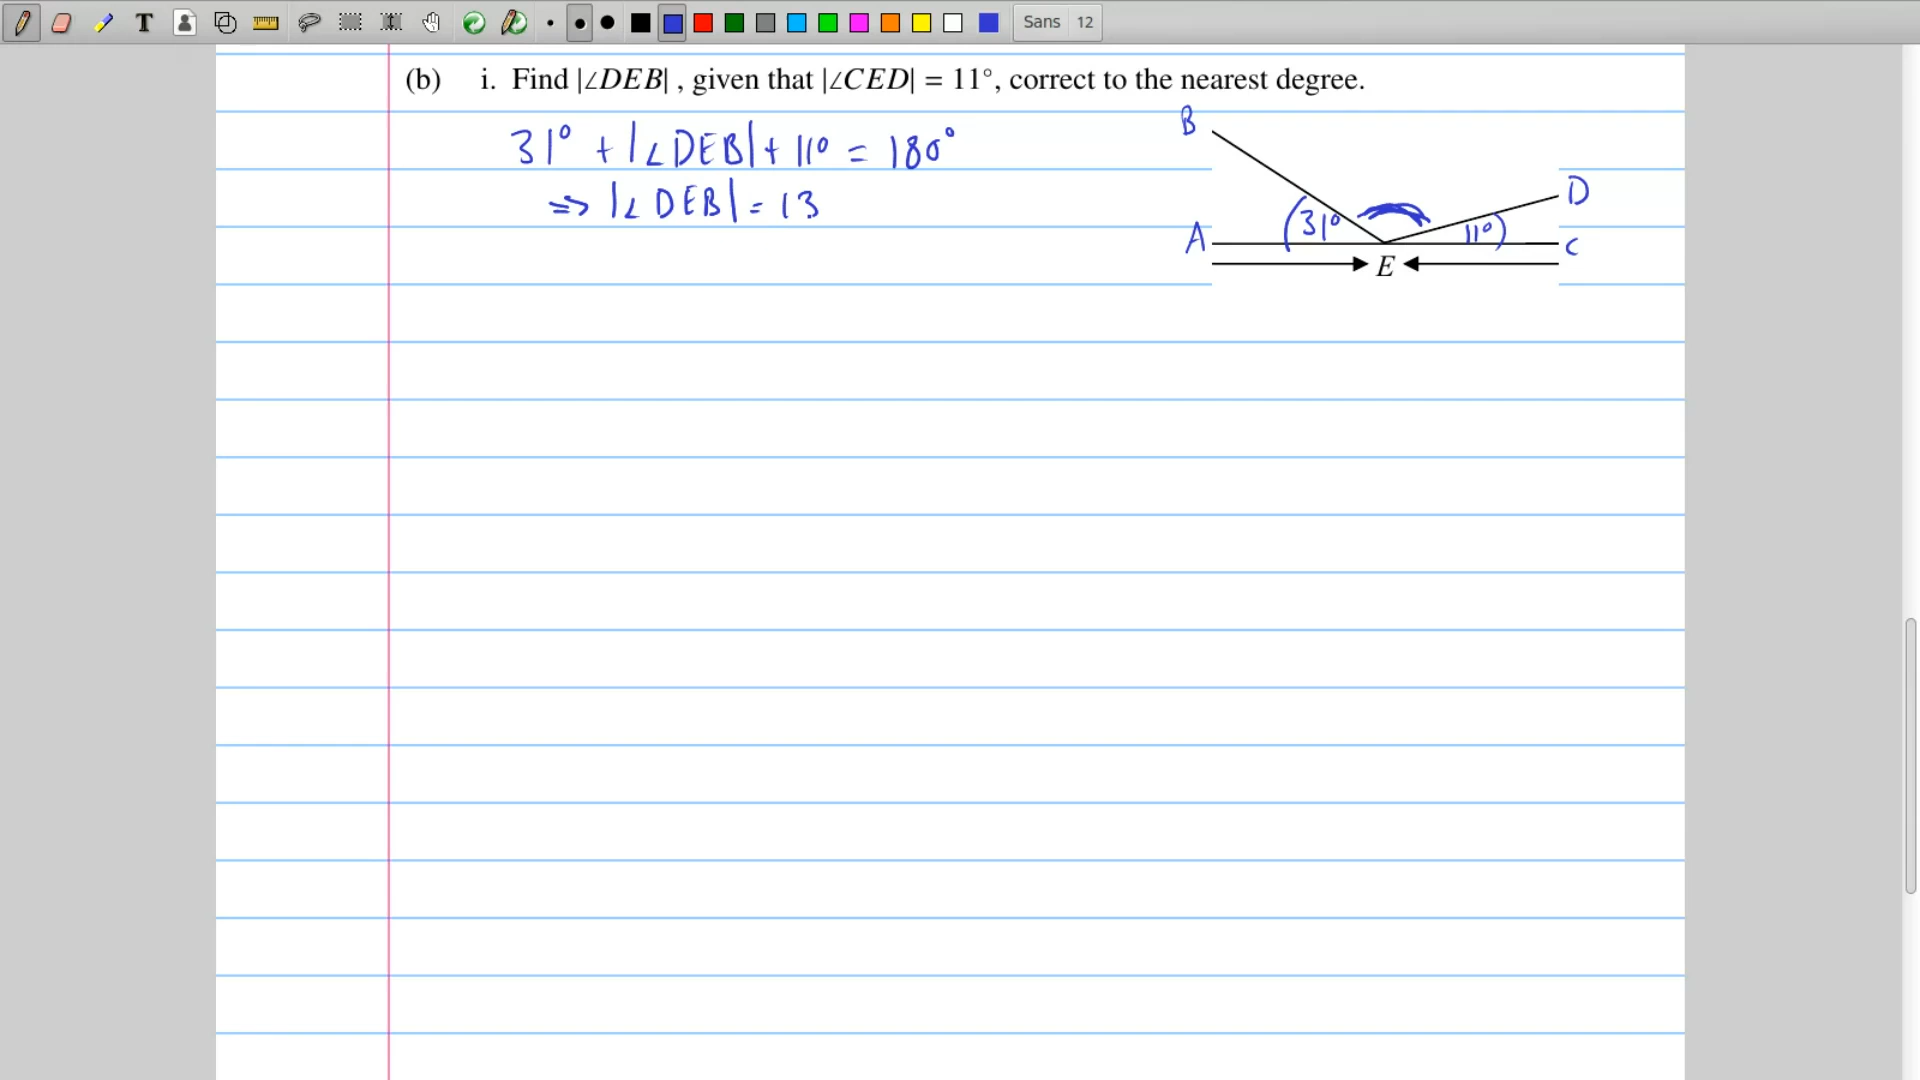 Sans 12
(b) i. Find |∠DEB| , given that |∠CED| = 11°, correct to the nearest degree.
31° + |∠DEB| + 11° = 180°
⇒ |∠DEB| = 13
B
D
31°
11°
A
C
E